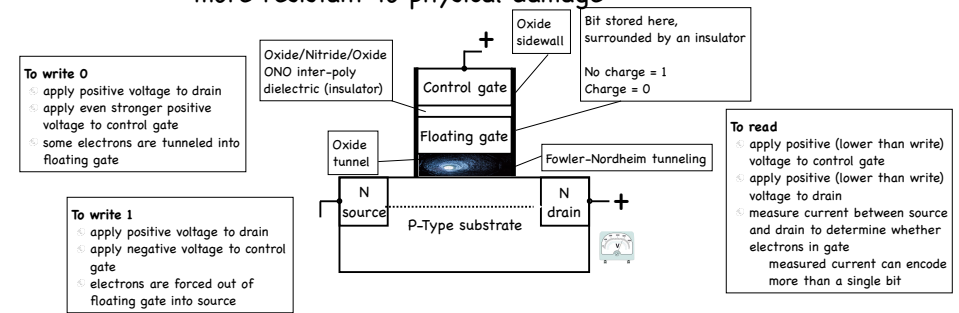 more resistant to physical damage
Oxide
sidewall
Bit stored here,
surrounded by an insulator
No charge = 1
Charge = 0
+
Oxide/Nitride/Oxide
ONO inter-poly
dielectric (insulator)
To write 0
apply positive voltage to drain
apply even stronger positive
voltage to control gate
some electrons are tunneled into
floating gate
Control gate
Floating gate
Oxide
tunnel
Fowler-Nordheim tunneling
To read
apply positive (lower than write)
voltage to control gate
apply positive (lower than write)
voltage to drain
measure current between source
and drain to determine whether
electrons in gate
measured current can encode
more than a single bit
N
source
N
drain
+
P-Type substrate
V
To write 1
apply positive voltage to drain
apply negative voltage to control
gate
electrons are forced out of
floating gate into source